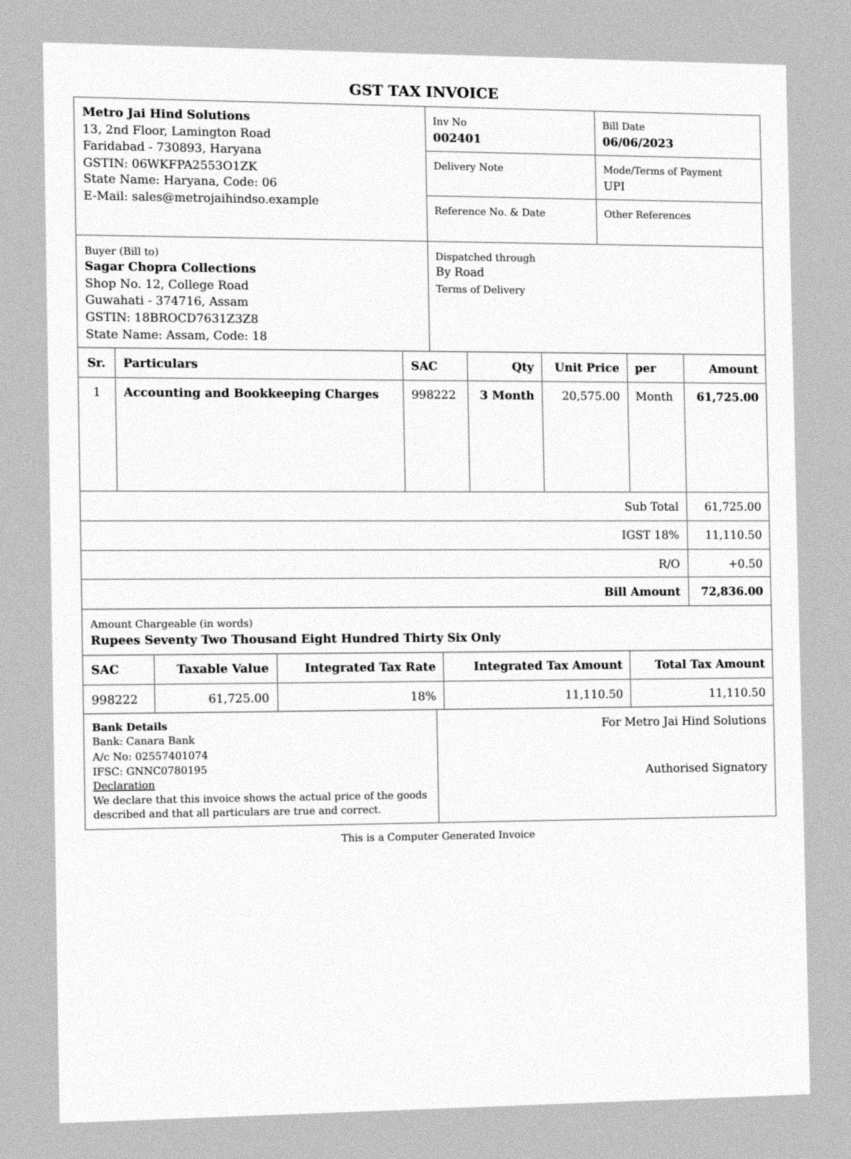 GST TAX INVOICE
Metro Jai Hind Solutions
13, 2nd Floor, Lamington Road
Faridabad - 730893, Haryana
GSTIN: 06WKFPA2553O1ZK
State Name: Haryana, Code: 06
E-Mail: sales@metrojaihindso.example
Inv No
002401
Bill Date
06/06/2023
Delivery Note
Mode/Terms of Payment
UPI
Reference No. & Date
Other References
Buyer (Bill to)
Sagar Chopra Collections
Shop No. 12, College Road
Guwahati - 374716, Assam
GSTIN: 18BROCD7631Z3Z8
State Name: Assam, Code: 18
Dispatched through
By Road
Terms of Delivery
Sr. Particulars SAC Qty Unit Price per Amount
1 Accounting and Bookkeeping Charges 998222 3 Month 20,575.00 Month 61,725.00
Sub Total 61,725.00
IGST 18% 11,110.50
R/O +0.50
Bill Amount 72,836.00
Amount Chargeable (in words)
Rupees Seventy Two Thousand Eight Hundred Thirty Six Only
SAC Taxable Value Integrated Tax Rate Integrated Tax Amount Total Tax Amount
998222 61,725.00 18% 11,110.50 11,110.50
Bank Details
Bank: Canara Bank
A/c No: 02557401074
IFSC: GNNC0780195
Declaration
We declare that this invoice shows the actual price of the goods
described and that all particulars are true and correct.
For Metro Jai Hind Solutions
Authorised Signatory
This is a Computer Generated Invoice